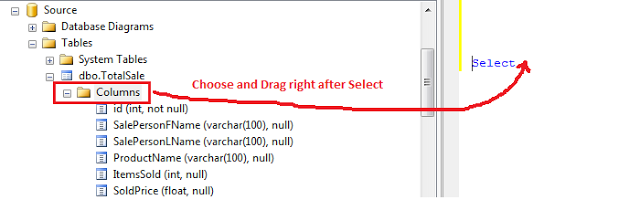 Source
Database Diagrams
Tables
System Tables
dbo.TotalSale
Columns
id (int, not null)
SalePersonFName (varchar(100), null)
SalePersonLName (varchar(100), null)
ProductName (varchar(100), null)
ItemsSold (int, null)
SoldPrice (float, null)
Choose and Drag right after Select
Select